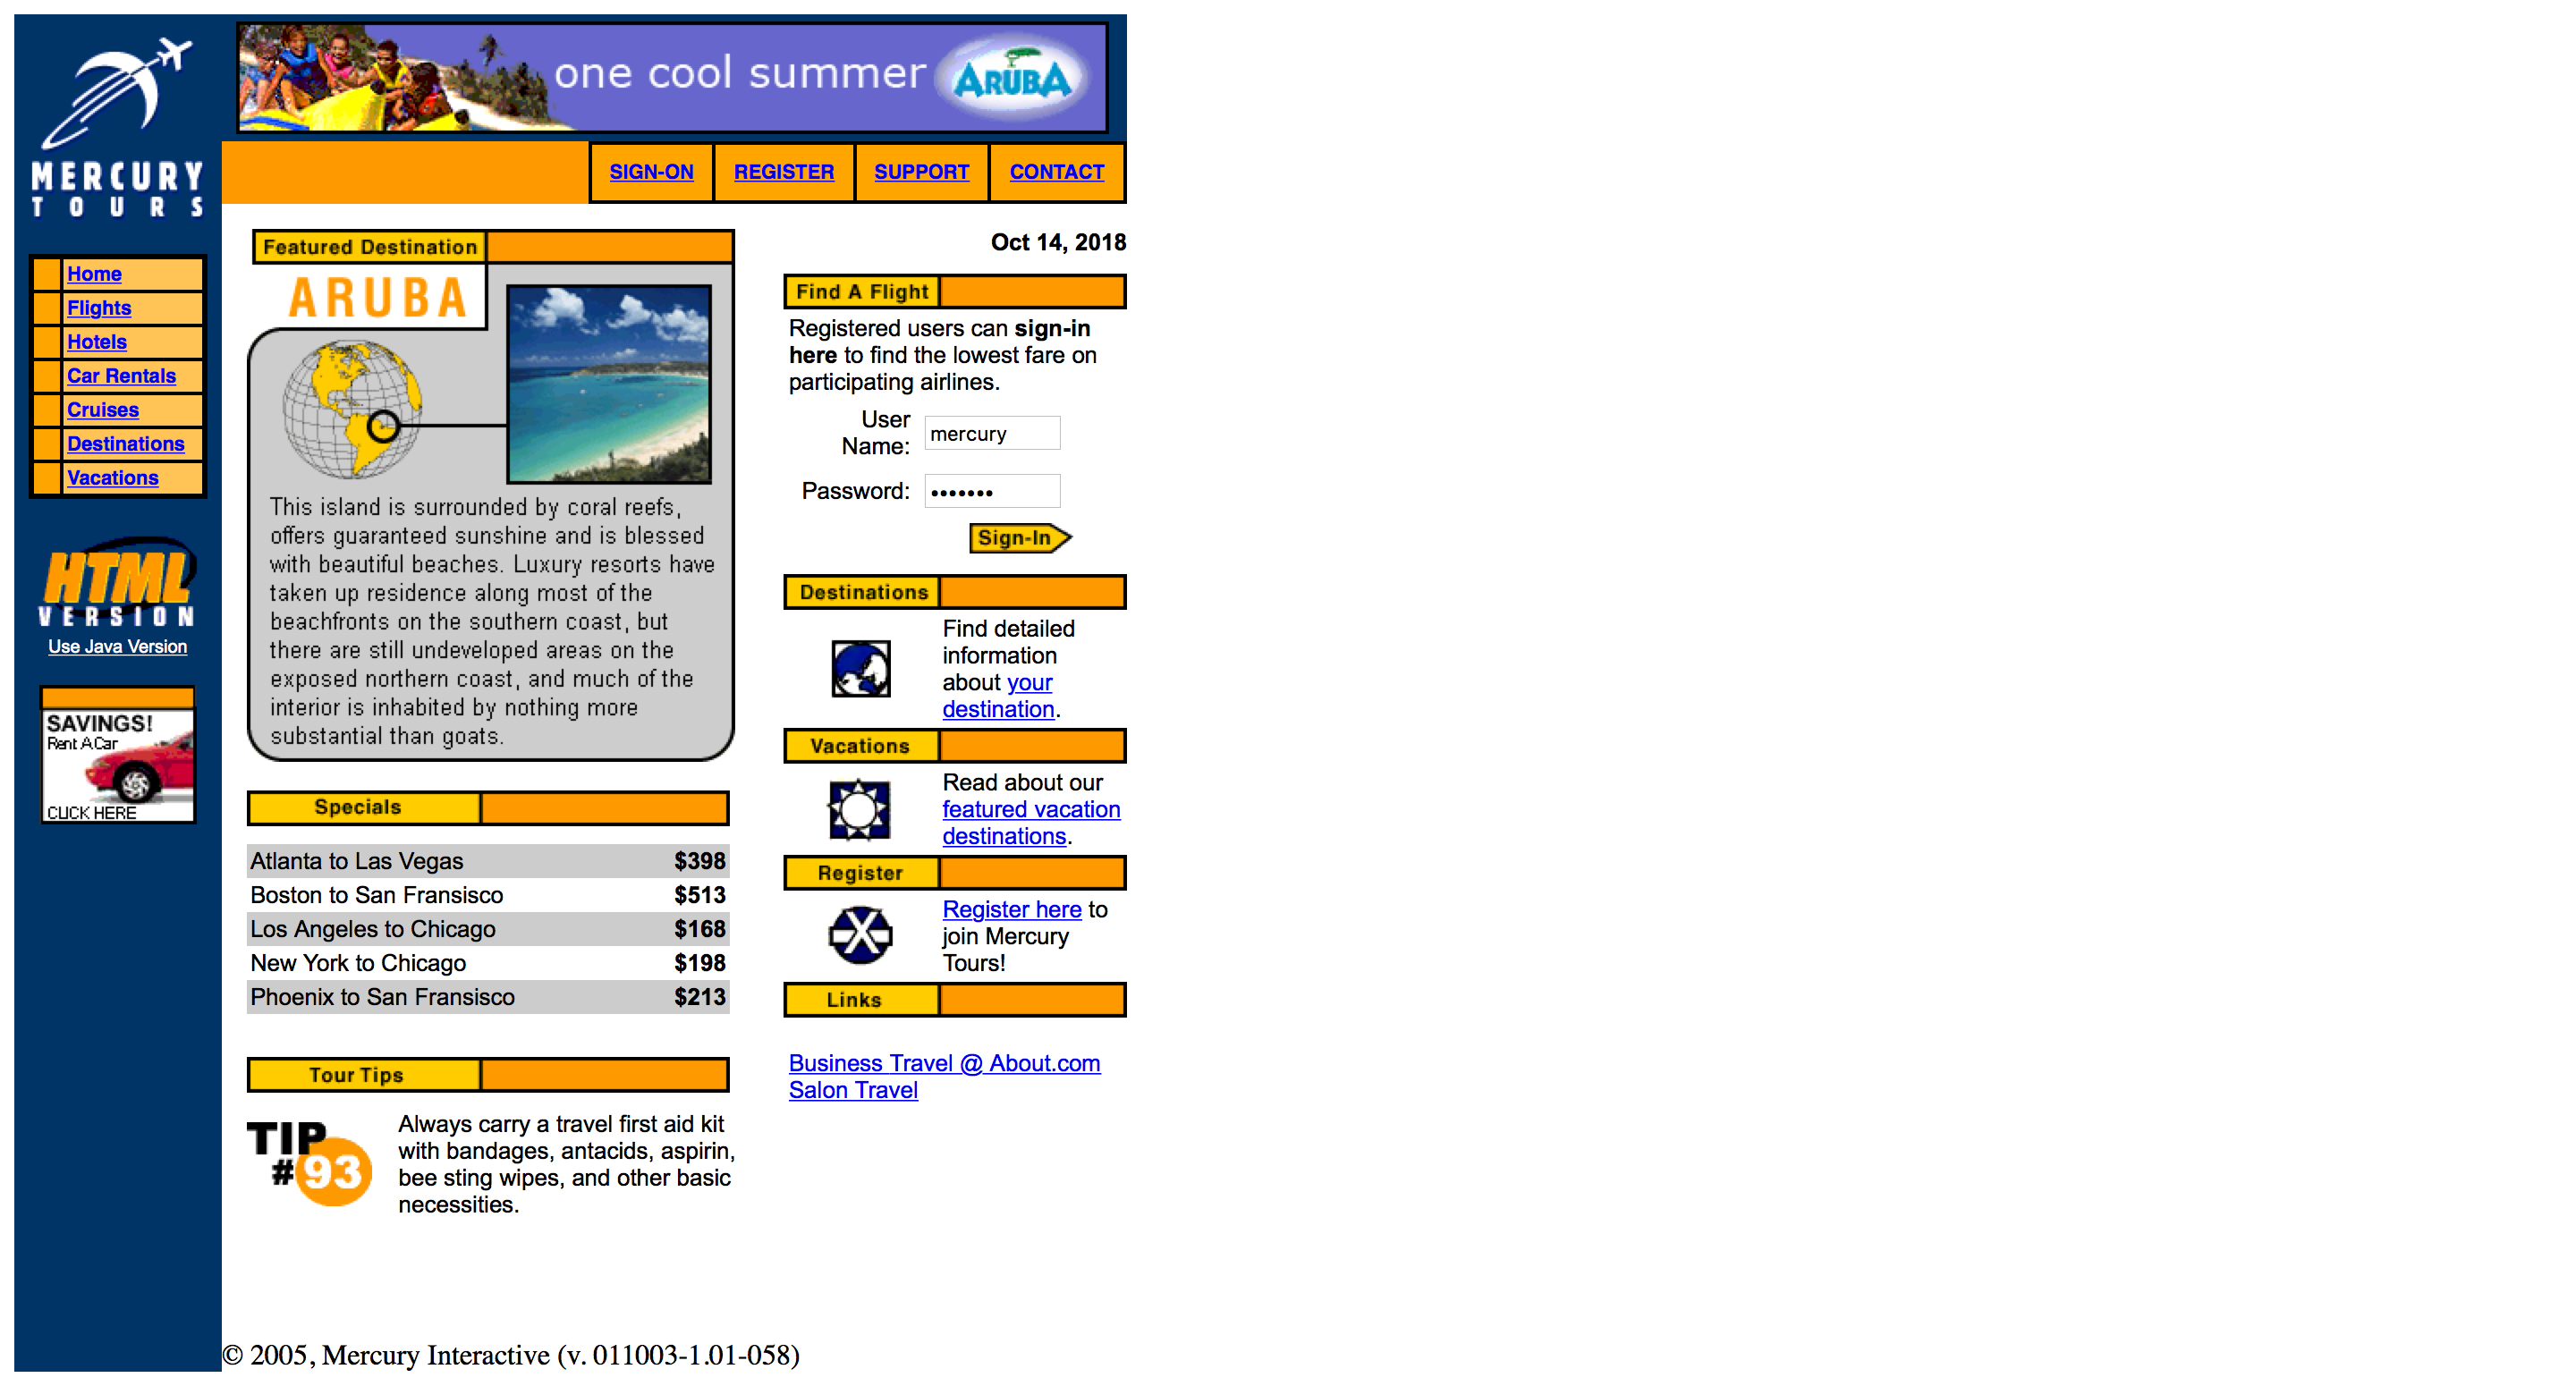 MERCURY
TOURS
one cool summer
ARUBA
SIGN-ON
REGISTER
SUPPORT
CONTACT
Home
Flights
Hotels
Car Rentals
Cruises
Destinations
Vacations
HTML
VERSION
Use Java Version
SAVINGS!
Rent A Car
CLICK HERE
Featured Destination
ARUBA
This island is surrounded by coral reefs,
offers guaranteed sunshine and is blessed
with beautiful beaches. Luxury resorts have
taken up residence along most of the
beachfronts on the southern coast, but
there are still undeveloped areas on the
exposed northern coast, and much of the
interior is inhabited by nothing more
substantial than goats.
Specials
Atlanta to Las Vegas $398
Boston to San Fransisco $513
Los Angeles to Chicago $168
New York to Chicago $198
Phoenix to San Fransisco $213
Tour Tips
TIP
#93
Always carry a travel first aid kit
with bandages, antacids, aspirin,
bee sting wipes, and other basic
necessities.
Oct 14, 2018
Find A Flight
Registered users can sign-in
here to find the lowest fare on
participating airlines.
User
Name:
mercury
Password:
•••••••
Sign-In
Destinations
Find detailed
information
about your
destination.
Vacations
Read about our
featured vacation
destinations.
Register
Register here to
join Mercury
Tours!
Links
Business Travel @ About.com
Salon Travel
© 2005, Mercury Interactive (v. 011003-1.01-058)